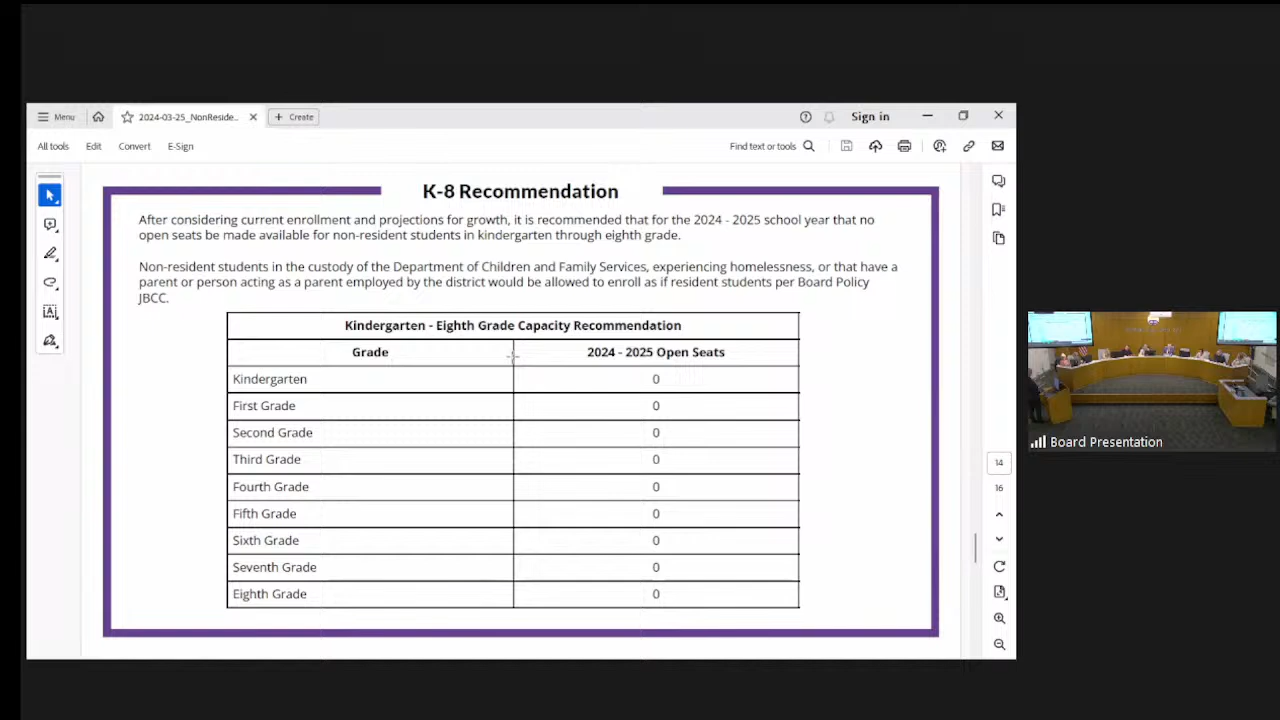 Menu
2024-03-25_NonReside...
Create
Sign in
All tools
Edit
Convert
E-Sign
Find text or tools
K-8 Recommendation
After considering current enrollment and projections for growth, it is recommended that for the 2024 - 2025 school year that no
open seats be made available for non-resident students in kindergarten through eighth grade.
Non-resident students in the custody of the Department of Children and Family Services, experiencing homelessness, or that have a
parent or person acting as a parent employed by the district would be allowed to enroll as if resident students per Board Policy
JBCC.
Kindergarten - Eighth Grade Capacity Recommendation
Grade 2024 - 2025 Open Seats
Kindergarten 0
First Grade 0
Second Grade 0
Third Grade 0
Fourth Grade 0
Fifth Grade 0
Sixth Grade 0
Seventh Grade 0
Eighth Grade 0
14
16
Board Presentation